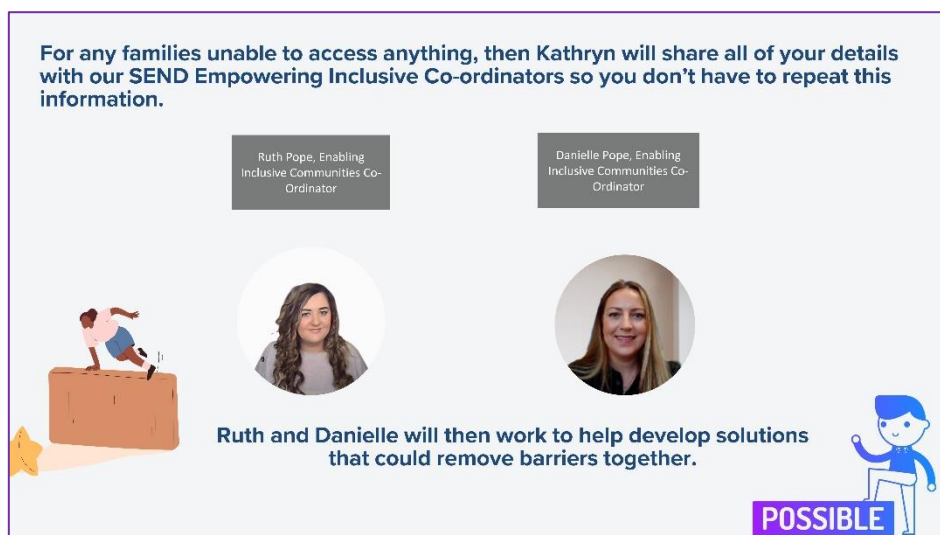 For any families unable to access anything, then Kathryn will share all of your details
with our SEND Empowering Inclusive Co-ordinators so you don’t have to repeat this
information.
Ruth Pope, Enabling
Inclusive Communities Co-
Ordinator
Danielle Pope, Enabling
Inclusive Communities Co-
Ordinator
Ruth and Danielle will then work to help develop solutions
that could remove barriers together.
POSSIBLE